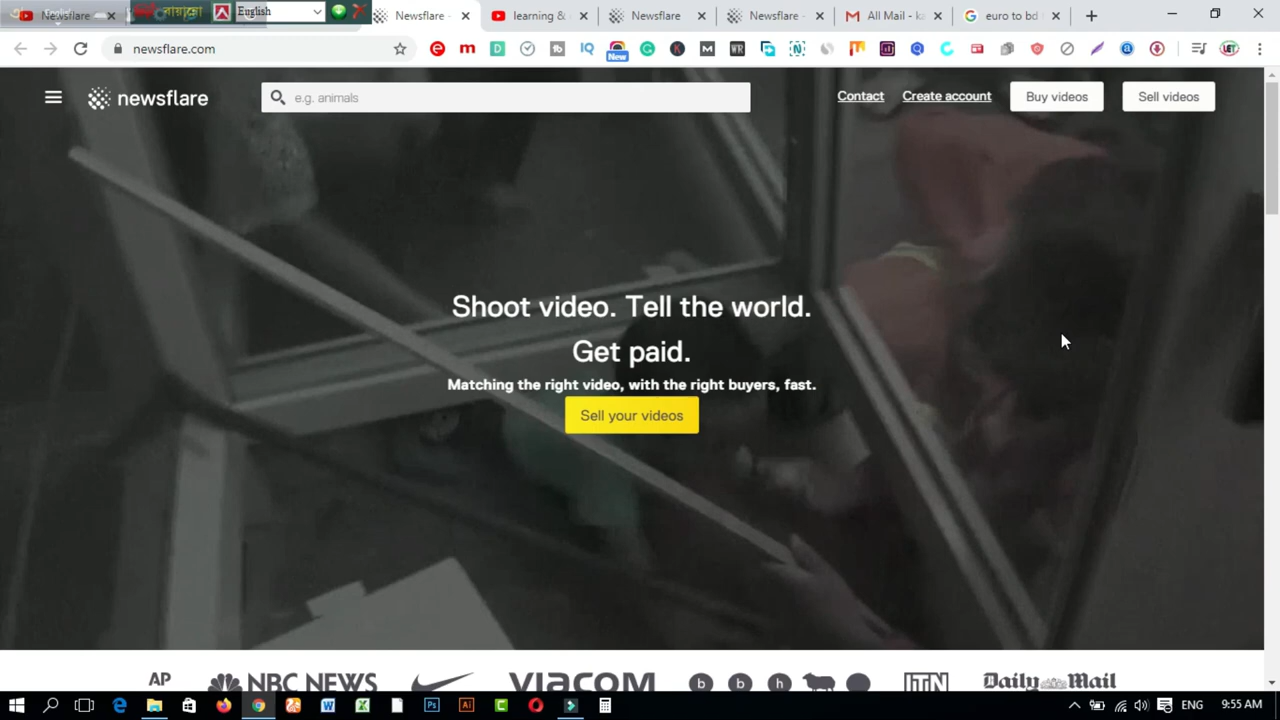 Newsflare
English
Newsflare -
learning &
Newsflare
Newsflare -
All Mail - ka
euro to bd
newsflare.com
New
newsflare
e.g. animals
Contact
Create account
Buy videos
Sell videos
Shoot video. Tell the world.
Get paid.
Matching the right video, with the right buyers, fast.
Sell your videos
AP
NBC NEWS
VIACOM
b b h
ITN
Daily Mail
ENG
9:55 AM